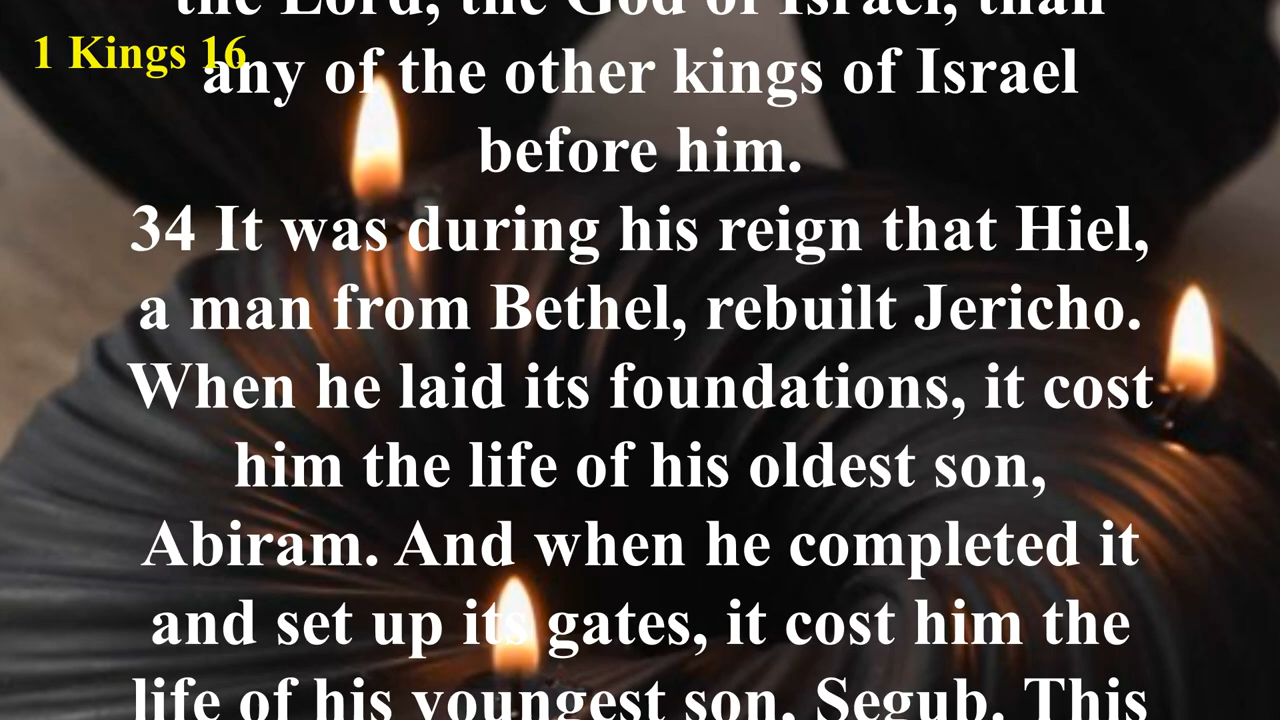 the Lord, the God of Israel, than
1 Kings 16
any of the other kings of Israel
before him.
34 It was during his reign that Hiel,
a man from Bethel, rebuilt Jericho.
When he laid its foundations, it cost
him the life of his oldest son,
Abiram. And when he completed it
and set up its gates, it cost him the
life of his youngest son, Segub. This